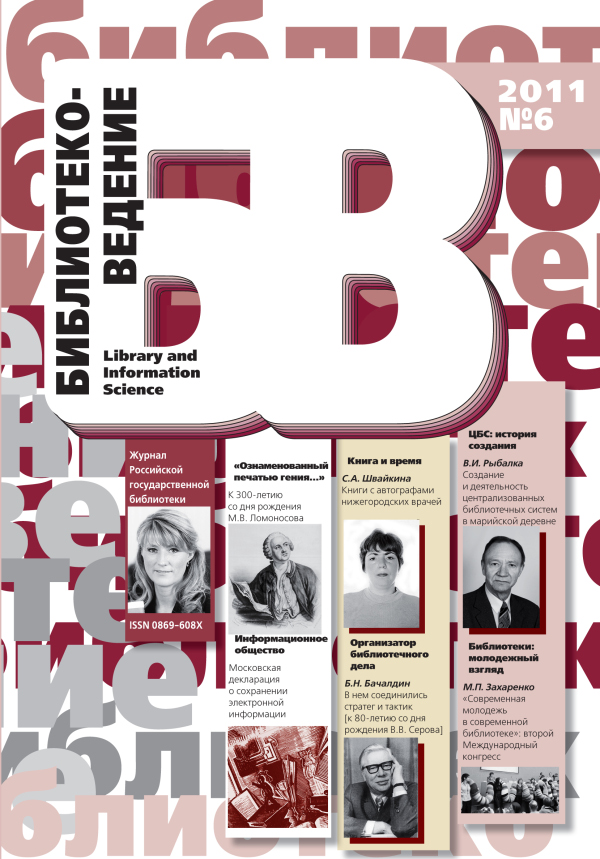 2011
№6
БИБЛИОТЕКО-
ВЕДЕНИЕ
БВ
Library and
Information
Science
Журнал
Российской
государственной
библиотеки
ISSN 0869–608X
«Ознаменованный
печатью гения...»
К 300-летию
со дня рождения
М.В. Ломоносова
Информационное
общество
Московская
декларация
о сохранении
электронной
информации
Книга и время
С.А. Швайкина
Книги с автографами
нижегородских врачей
Организатор
библиотечного
дела
Б.Н. Бачалдин
В нем соединились
стратег и тактик
[к 80-летию со дня
рождения В.В. Серова]
ЦБС: история
создания
В.И. Рыбалка
Создание
и деятельность
централизованных
библиотечных систем
в марийской деревне
Библиотеки:
молодежный
взгляд
М.П. Захаренко
«Современная
молодежь
в современной
библиотеке»: второй
Международный
конгресс